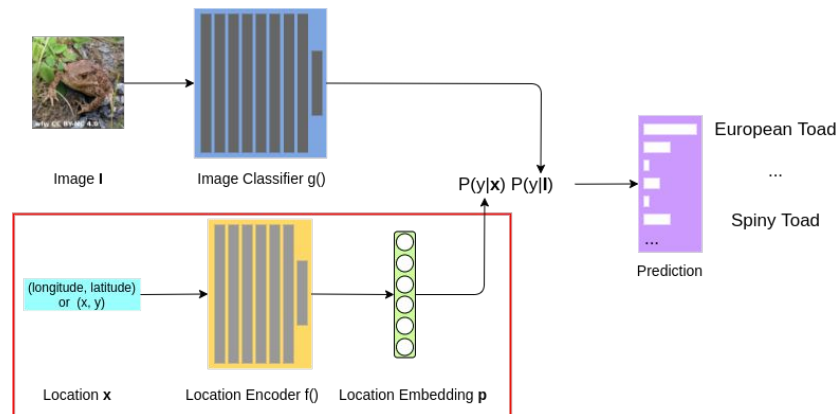 Image I
Image Classifier g()
P(y|x) P(y|I)
European Toad
...
Spiny Toad
...
Prediction
(longitude, latitude)
or (x, y)
Location x
Location Encoder f()
Location Embedding p